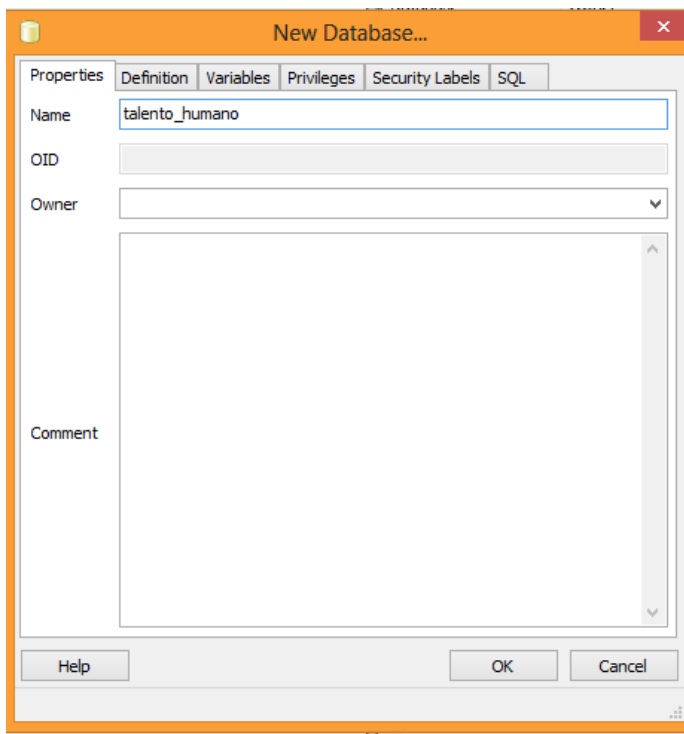 New Database...
Properties Definition Variables Privileges Security Labels SQL
Name talento_humano
OID
Owner
Comment
Help OK Cancel